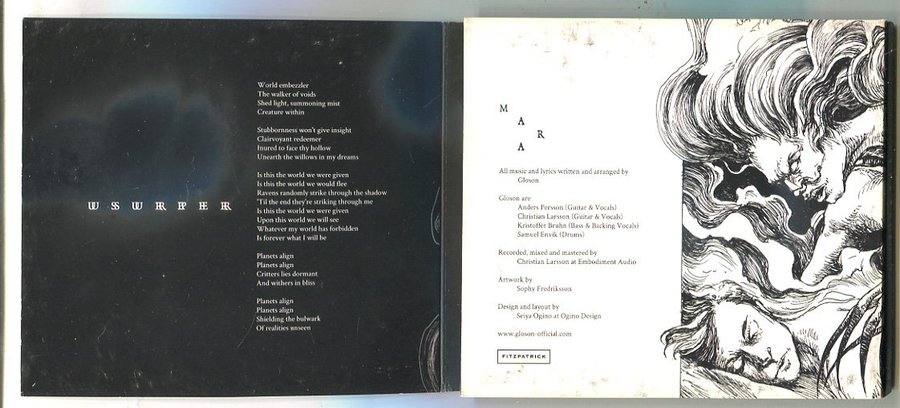 USURPER
World embezzler
The walker of voids
Shed light, summoning mist
Creature within
Stubbornness won't give insight
Clairvoyant redeemer
Inured to face thy hollow
Unearth the willows in my dreams
Is this the world we were given
Is this the world we would flee
Ravens randomly strike through the shadow
'Til the end they're striking through me
Is this the world we were given
Upon this world we will see
Whatever my world has forbidden
Is forever what I will be
Planets align
Planets align
Critters lies dormant
And withers in bliss
Planets align
Planets align
Shielding the bulwark
Of realities unseen
MARA
All music and lyrics written and arranged by
Gloson
Gloson are
Anders Persson (Guitar & Vocals)
Christian Larsson (Guitar & Vocals)
Kristoffer Bruhn (Bass & Backing Vocals)
Samuel Envik (Drums)
Recorded, mixed and mastered by
Christian Larsson at Embodiment Audio
Artwork by
Sophy Fredriksson
Design and layout by
Seiya Ogino at Ogino Design
www.gloson-official.com
FITZPATRICK